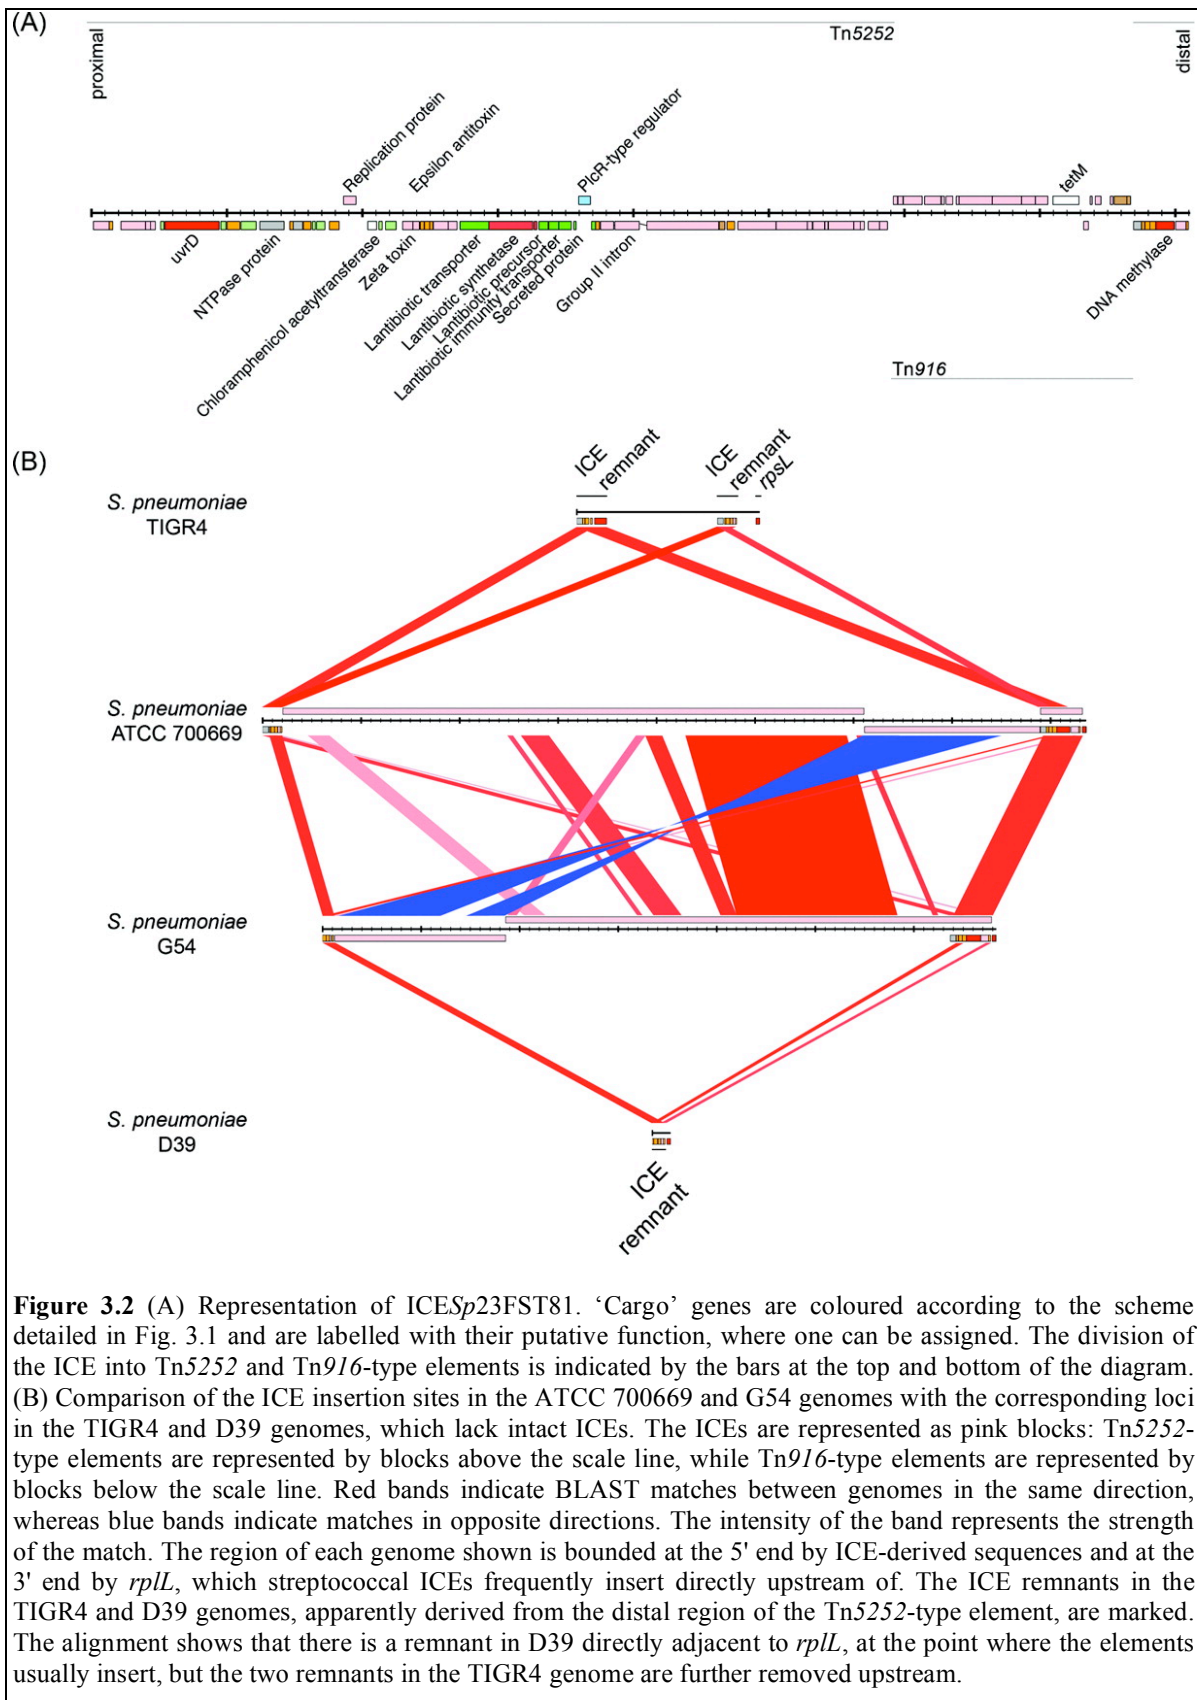 (A)
Tn5252
proximal
distal
Replication protein
Epsilon antitoxin
PlcR-type regulator
tetM
uvrD
NTPase protein
Chloramphenicol acetyltransferase
Zeta toxin
Lantibiotic transporter
Lantibiotic synthetase
Lantibiotic precursor
Lantibiotic immunity transporter
Secreted protein
Group II intron
DNA methylase
Tn916
(B)
ICE
remnant
ICE
remnant
rpsL
S. pneumoniae
TIGR4
S. pneumoniae
ATCC 700669
S. pneumoniae
G54
S. pneumoniae
D39
ICE
remnant
Figure 3.2 (A) Representation of ICESp23FST81. ‘Cargo’ genes are coloured according to the scheme
detailed in Fig. 3.1 and are labelled with their putative function, where one can be assigned. The division of
the ICE into Tn5252 and Tn916-type elements is indicated by the bars at the top and bottom of the diagram.
(B) Comparison of the ICE insertion sites in the ATCC 700669 and G54 genomes with the corresponding loci
in the TIGR4 and D39 genomes, which lack intact ICEs. The ICEs are represented as pink blocks: Tn5252-
type elements are represented by blocks above the scale line, while Tn916-type elements are represented by
blocks below the scale line. Red bands indicate BLAST matches between genomes in the same direction,
whereas blue bands indicate matches in opposite directions. The intensity of the band represents the strength
of the match. The region of each genome shown is bounded at the 5' end by ICE-derived sequences and at the
3' end by rplL, which streptococcal ICEs frequently insert directly upstream of. The ICE remnants in the
TIGR4 and D39 genomes, apparently derived from the distal region of the Tn5252-type element, are marked.
The alignment shows that there is a remnant in D39 directly adjacent to rplL, at the point where the elements
usually insert, but the two remnants in the TIGR4 genome are further removed upstream.